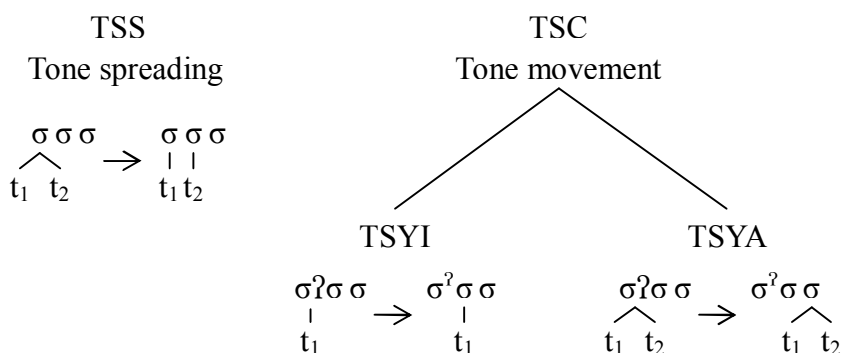 TSS
Tone spreading
σ σ σ → σ σ σ
t₁ t₂ t₁ t₂
TSC
Tone movement
TSYI
σʔσ σ → σˀσ σ
t₁ t₁
TSYA
σʔσ σ → σˀσ σ
t₁ t₂ t₁ t₂